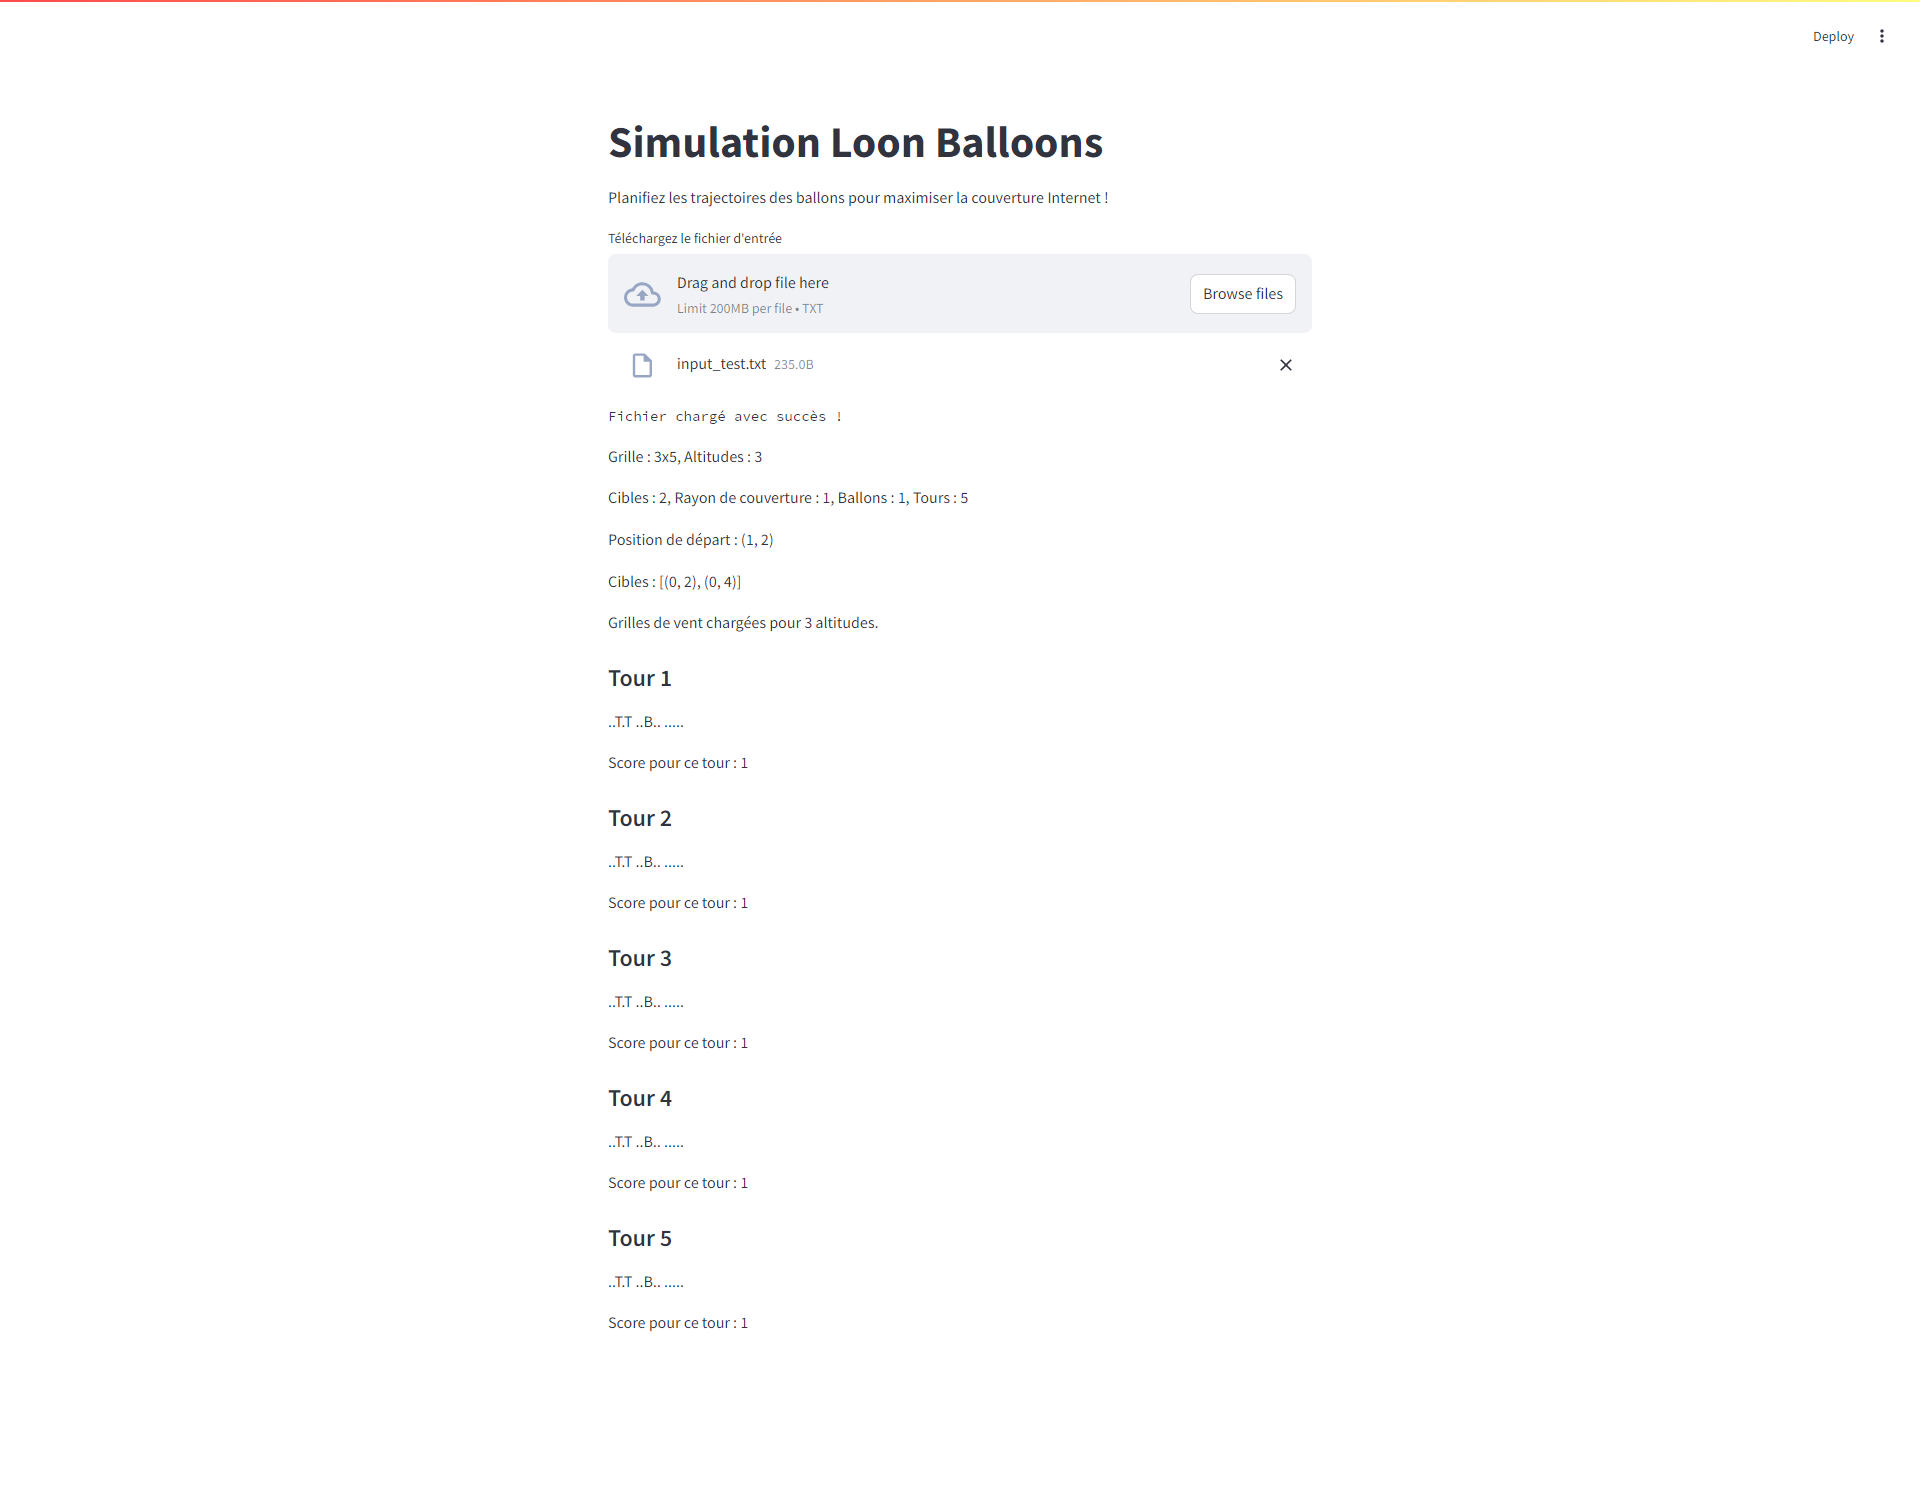 Deploy
Simulation Loon Balloons
Planifiez les trajectoires des ballons pour maximiser la couverture Internet !
Téléchargez le fichier d'entrée
Drag and drop file here
Limit 200MB per file • TXT
Browse files
input_test.txt 235.0B
Fichier chargé avec succès !
Grille : 3x5, Altitudes : 3
Cibles : 2, Rayon de couverture : 1, Ballons : 1, Tours : 5
Position de départ : (1, 2)
Cibles : [(0, 2), (0, 4)]
Grilles de vent chargées pour 3 altitudes.
Tour 1
..T.T ..B.. .....
Score pour ce tour : 1
Tour 2
..T.T ..B.. .....
Score pour ce tour : 1
Tour 3
..T.T ..B.. .....
Score pour ce tour : 1
Tour 4
..T.T ..B.. .....
Score pour ce tour : 1
Tour 5
..T.T ..B.. .....
Score pour ce tour : 1